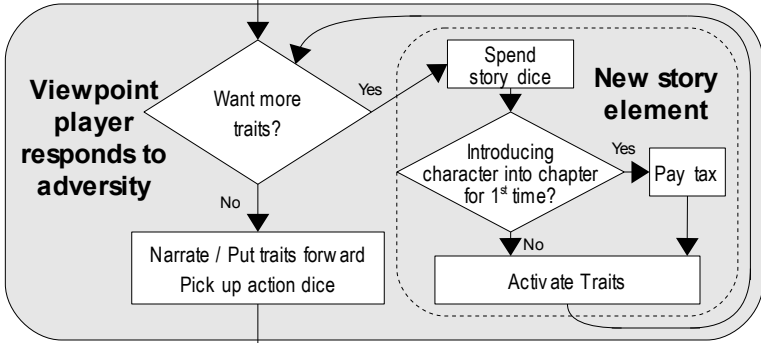 Viewpoint
player
responds to
adversity
Want more
traits?
Yes
No
Narrate / Put traits forward
Pick up action dice
Spend
story dice
New story
element
Introducing
character into chapter
for 1st time?
Yes
Pay tax
No
Activate Traits